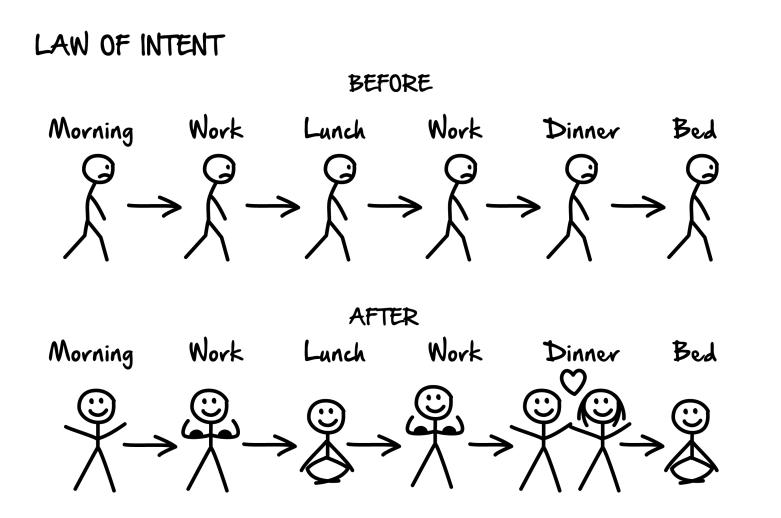 LAW OF INTENT
BEFORE
Morning Work Lunch Work Dinner Bed
AFTER
Morning Work Lunch Work Dinner Bed